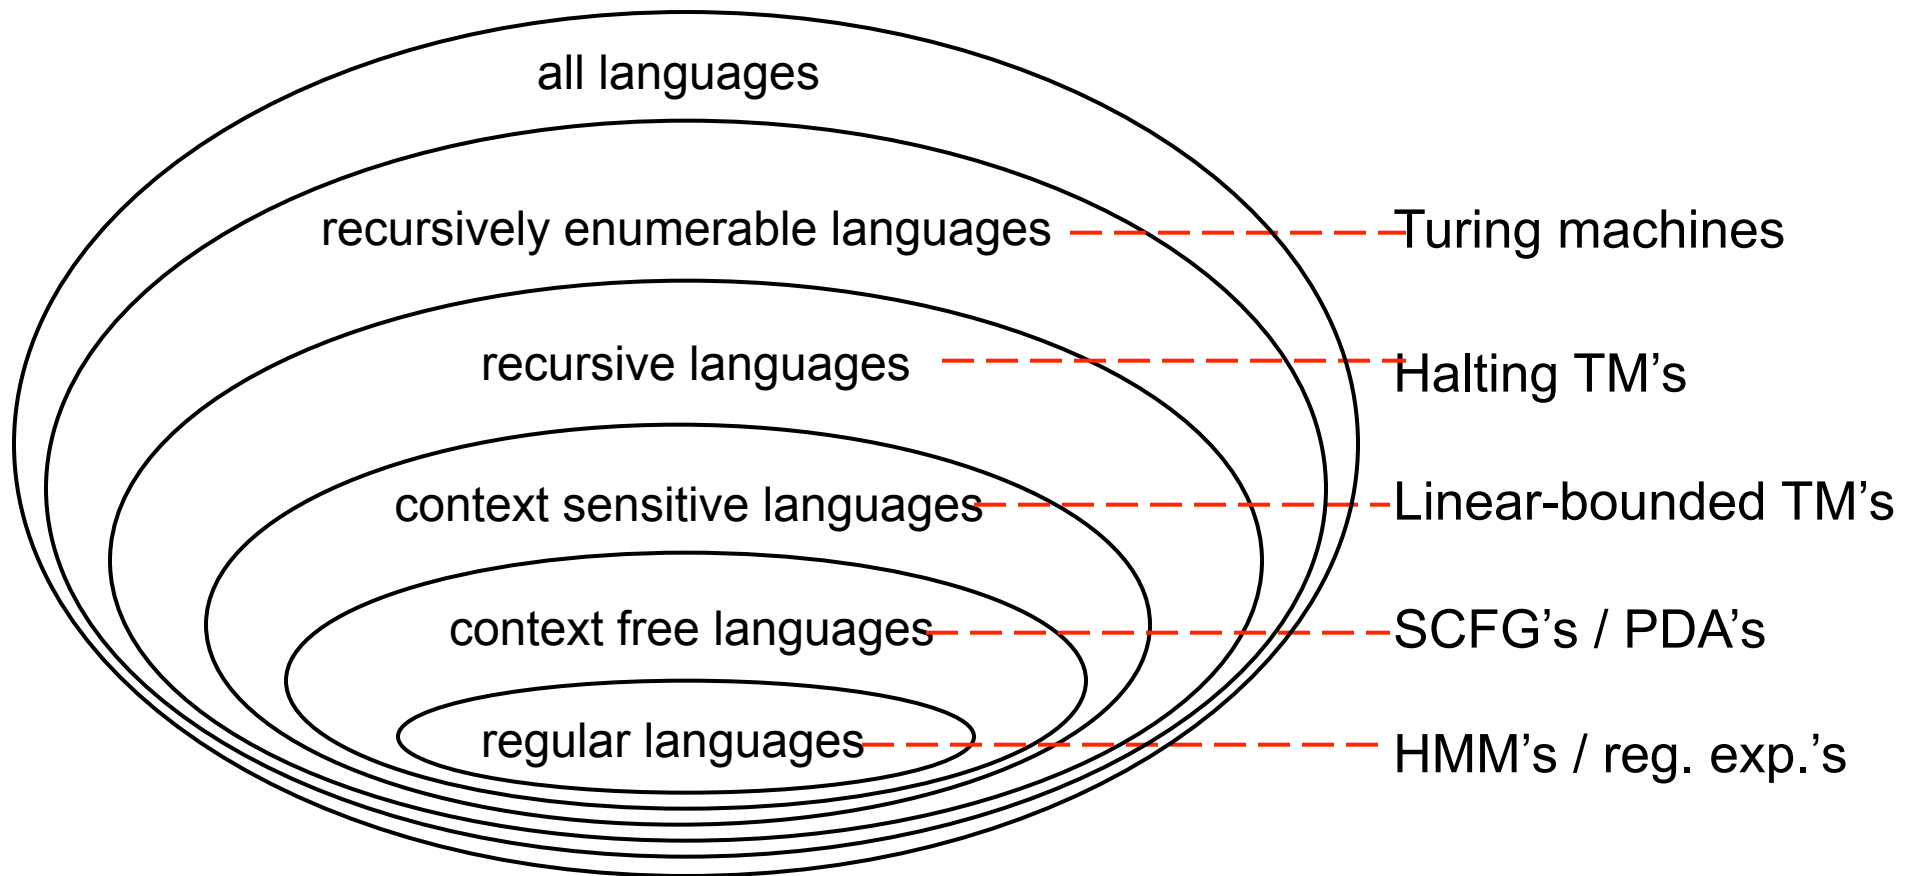 all languages
recursively enumerable languages
Turing machines
recursive languages
Halting TM’s
context sensitive languages
Linear-bounded TM’s
context free languages
SCFG’s / PDA’s
regular languages
HMM’s / reg. exp.’s